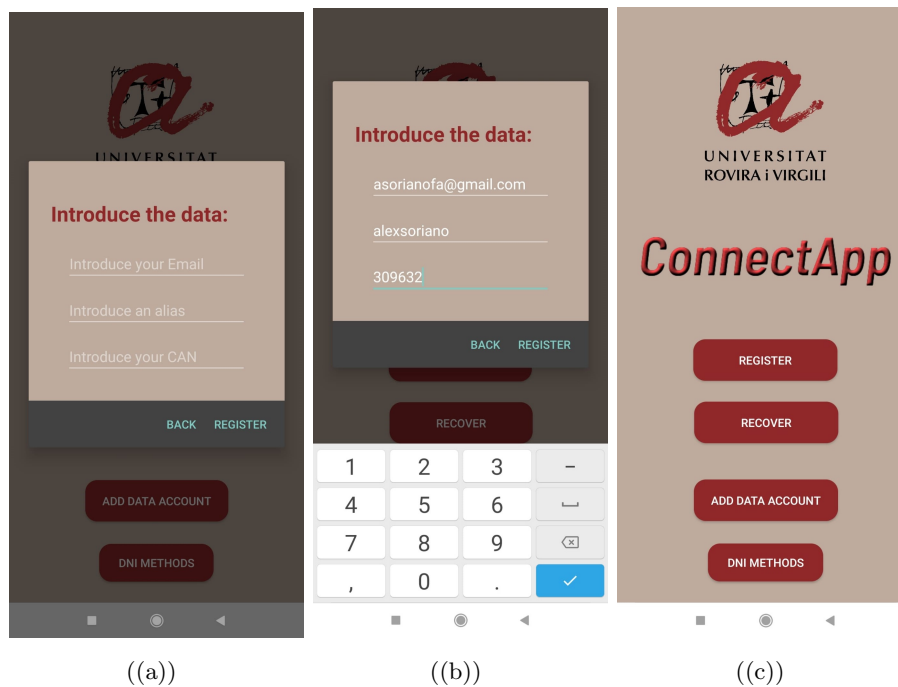 UNIVERSITAT
Introduce the data:
Introduce your Email
Introduce an alias
Introduce your CAN
BACK REGISTER
ADD DATA ACCOUNT
DNI METHODS
((a))
Introduce the data:
asorianofa@gmail.com
alexsoriano
309632
BACK REGISTER
RECOVER
1 2 3 -
4 5 6
7 8 9
, 0 .
((b))
UNIVERSITAT
ROVIRA i VIRGILI
ConnectApp
REGISTER
RECOVER
ADD DATA ACCOUNT
DNI METHODS
((c))